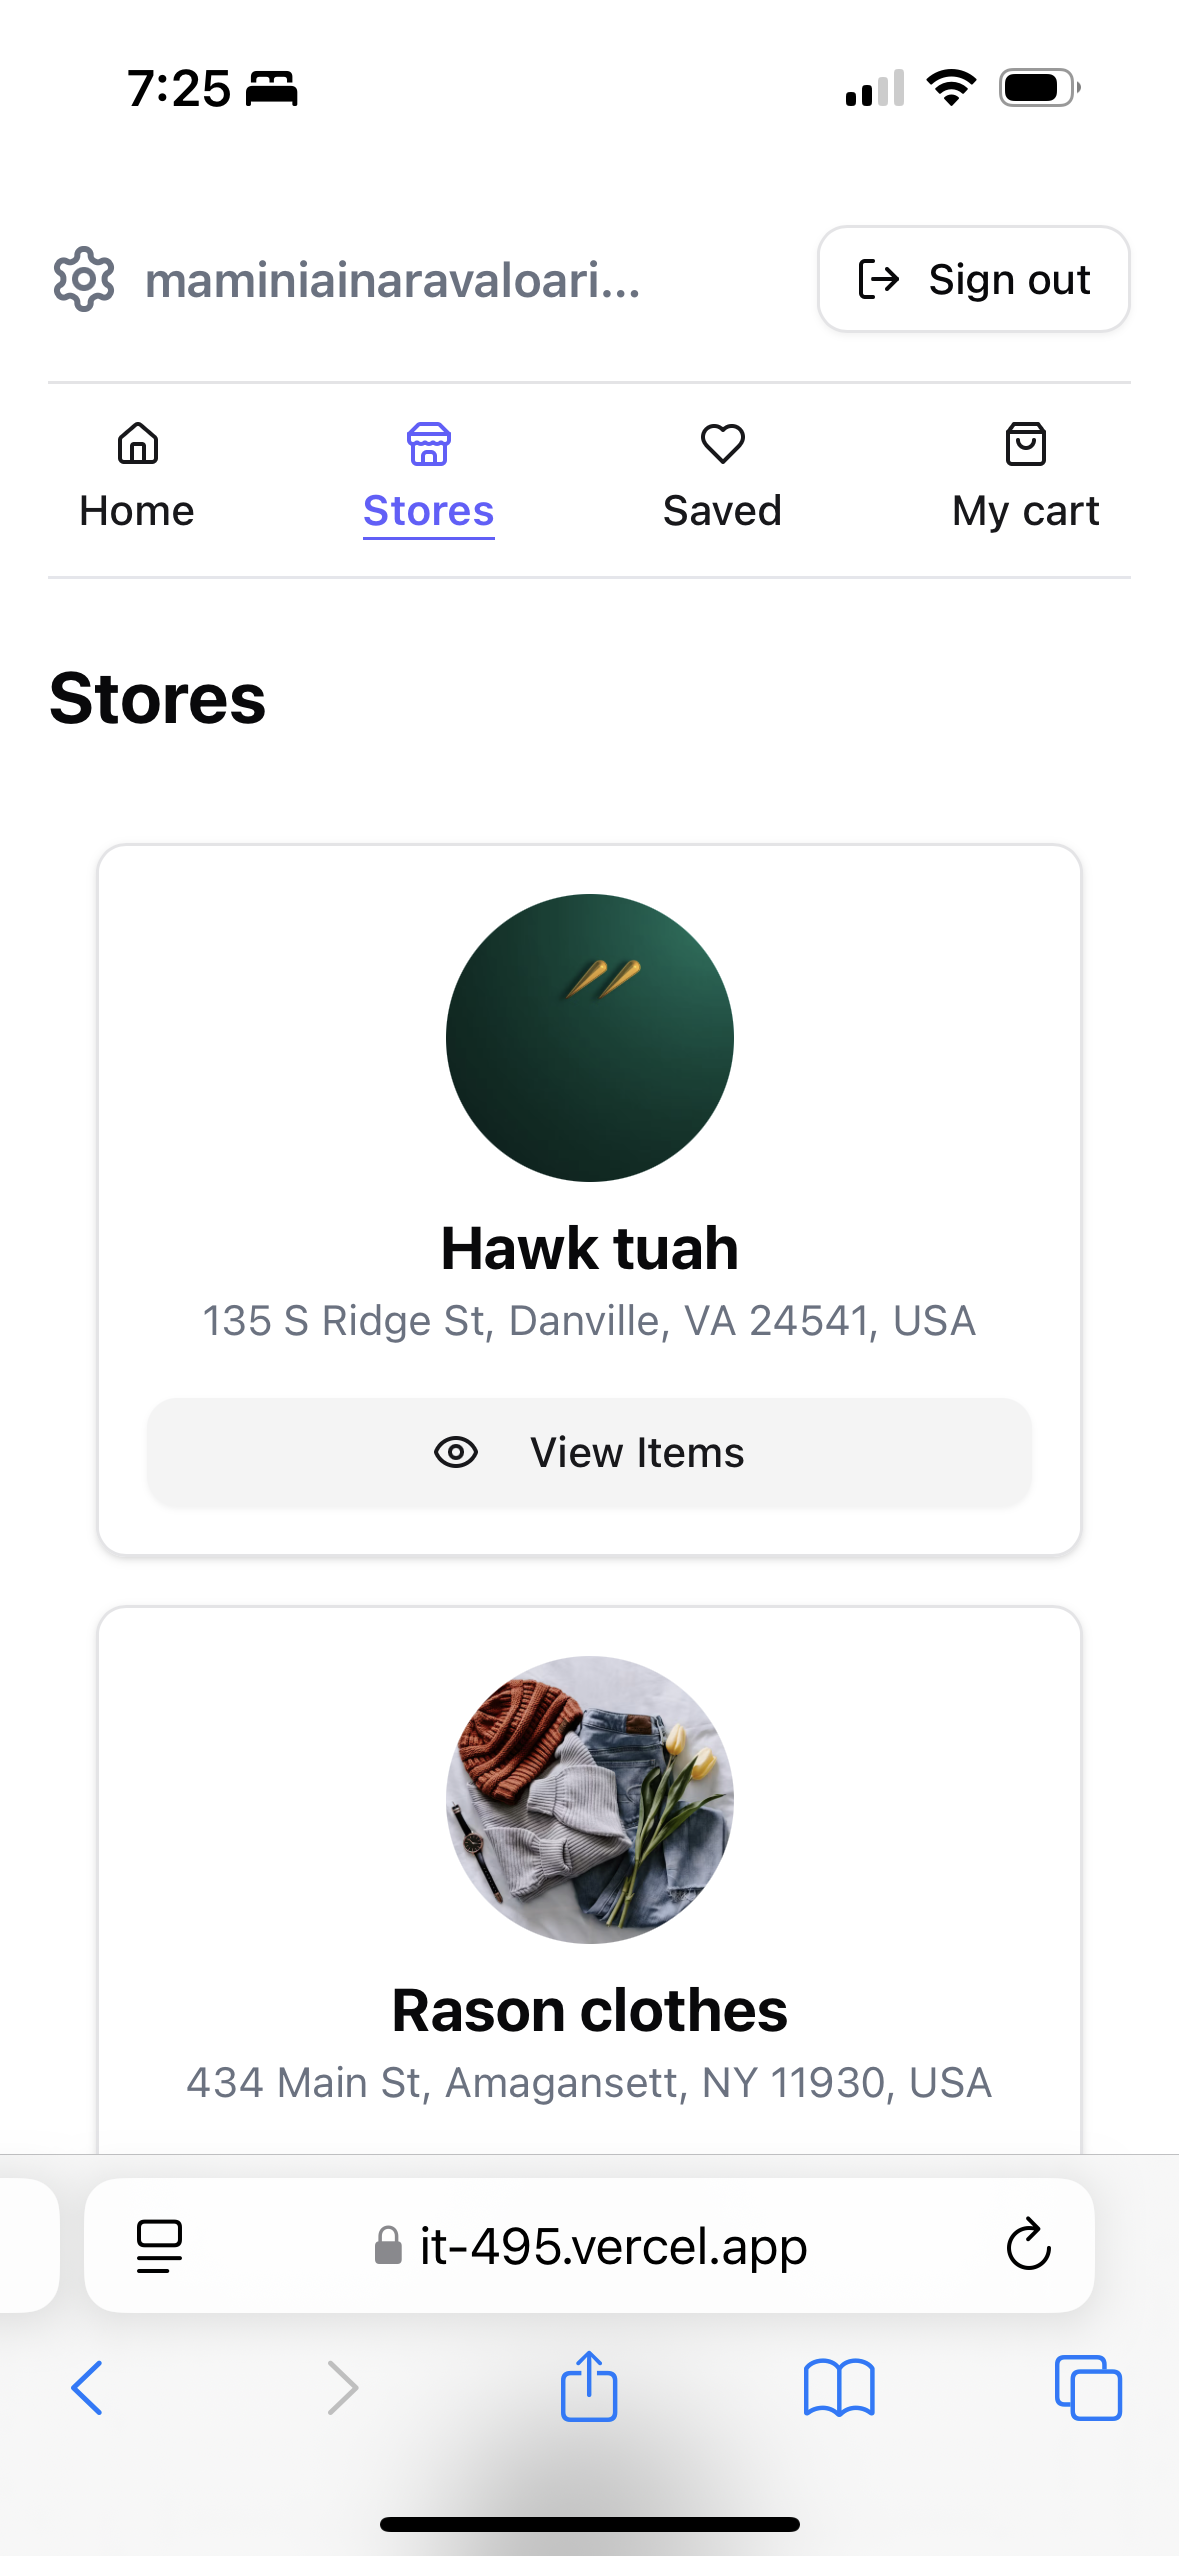 7:25
maminiainaravaloari...
Sign out
Home
Stores
Saved
My cart
Stores
Hawk tuah
135 S Ridge St, Danville, VA 24541, USA
View Items
Rason clothes
434 Main St, Amagansett, NY 11930, USA
it-495.vercel.app